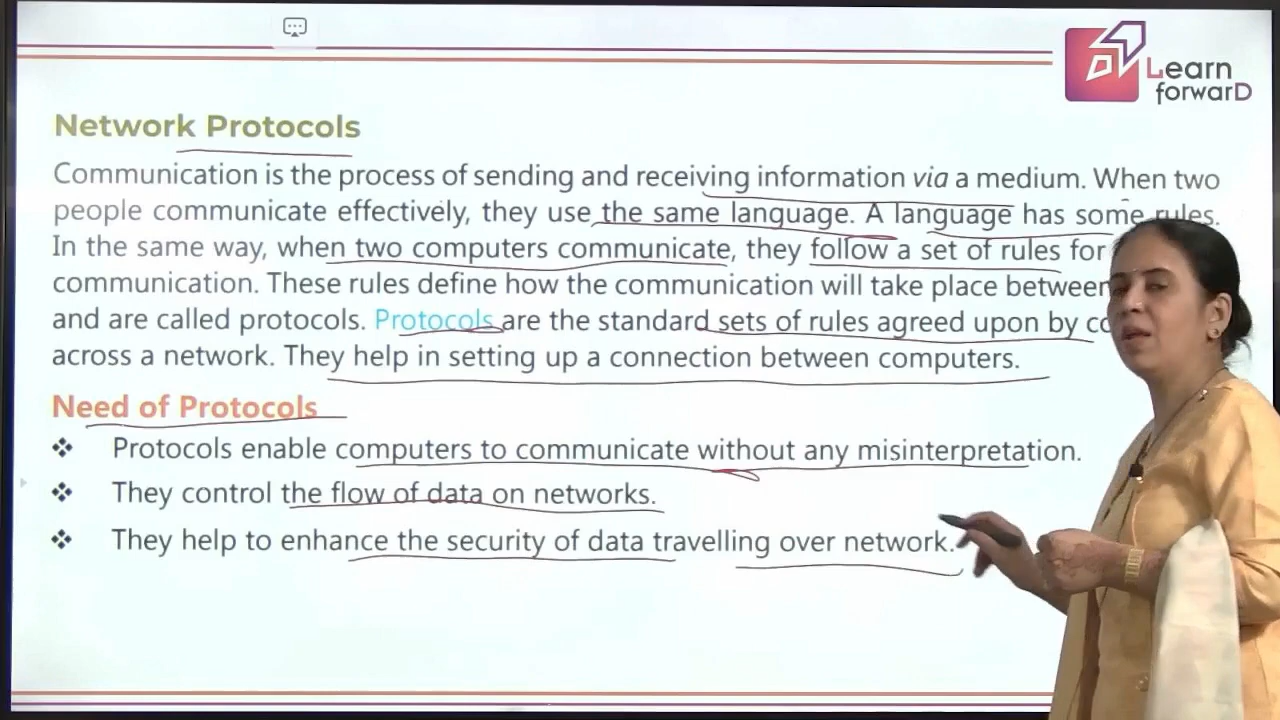 Learn
forwarD
Network Protocols
Communication is the process of sending and receiving information via a medium. When two
people communicate effectively, they use the same language. A language has some rules.
In the same way, when two computers communicate, they follow a set of rules for
communication. These rules define how the communication will take place between
and are called protocols. Protocols are the standard sets of rules agreed upon by
across a network. They help in setting up a connection between computers.
Need of Protocols
❖ Protocols enable computers to communicate without any misinterpretation.
❖ They control the flow of data on networks.
❖ They help to enhance the security of data travelling over network.